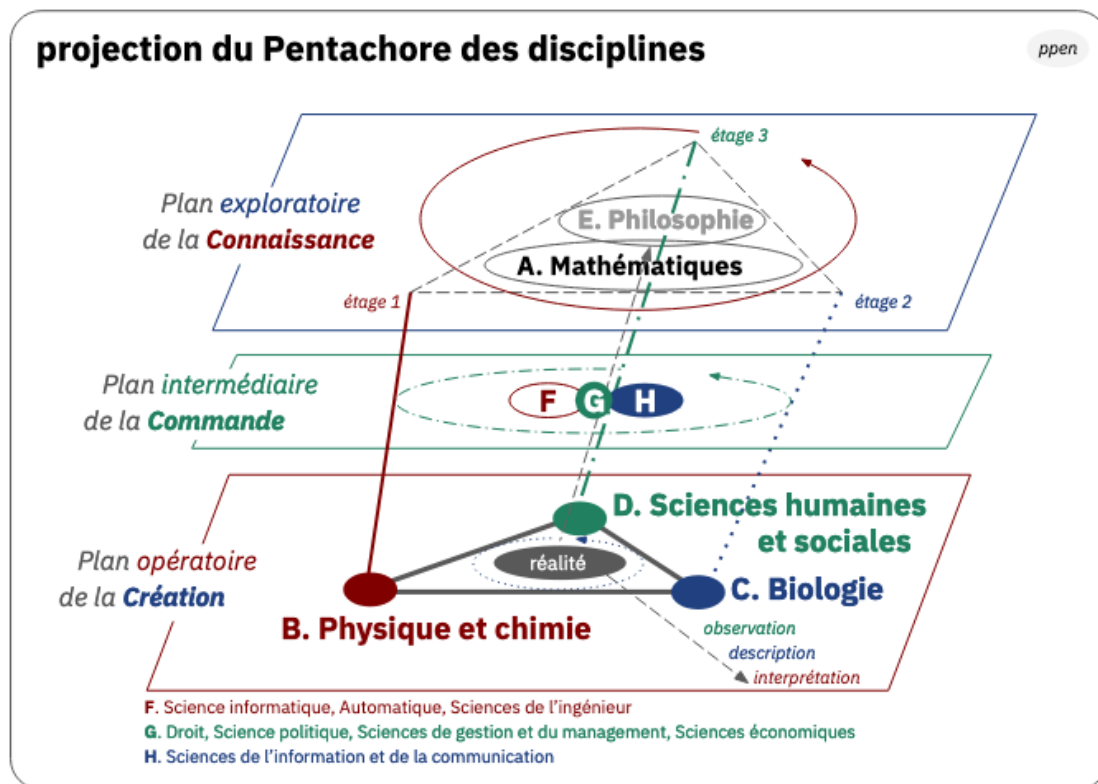 projection du Pentachore des disciplines
ppen
étage 3
Plan exploratoire
de la Connaissance
E. Philosophie
A. Mathématiques
étage 1
étage 2
Plan intermédiaire
de la Commande
F
G
H
D. Sciences humaines
et sociales
Plan opératoire
de la Création
réalité
C. Biologie
B. Physique et chimie
observation
description
interprétation
F. Science informatique, Automatique, Sciences de l'ingénieur
G. Droit, Science politique, Sciences de gestion et du management, Sciences économiques
H. Sciences de l'information et de la communication